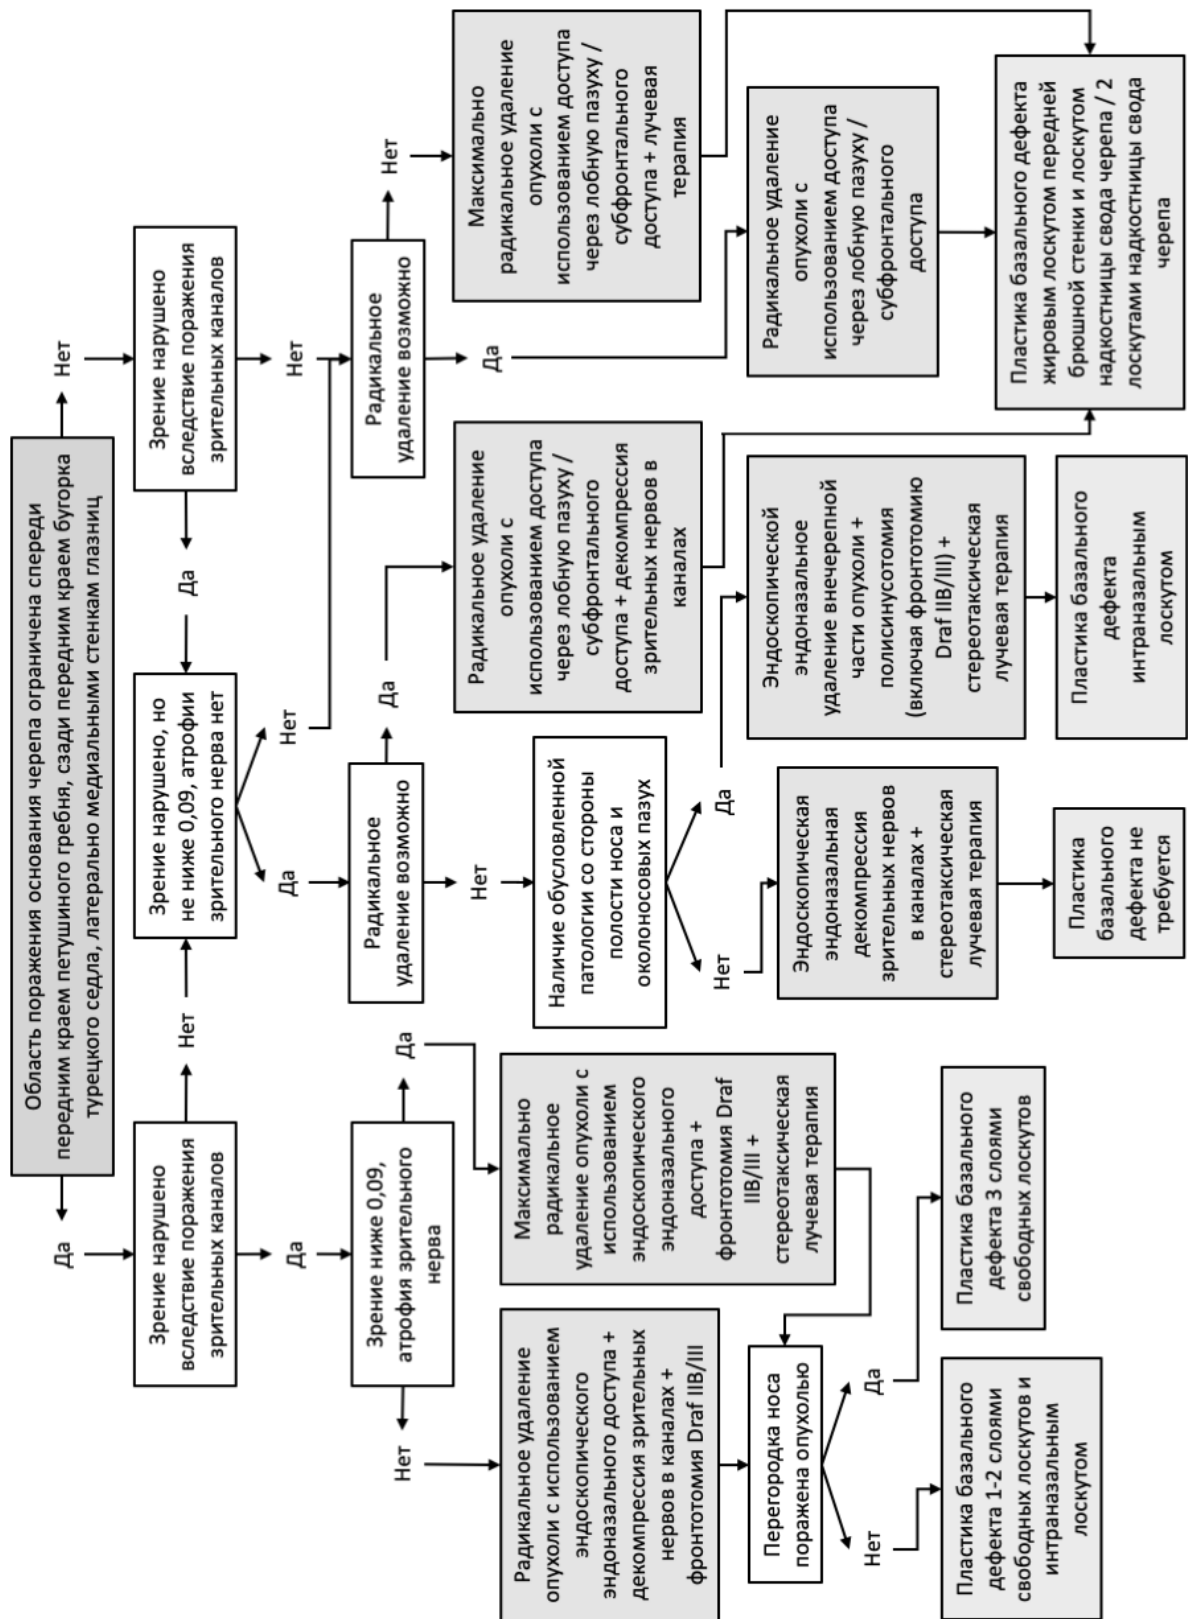 Область поражения основания черепа ограничена спереди
передним краем петушиного гребня, сзади передним краем бугорка
турецкого седла, латерально медиальными стенкам глазниц
Да
Нет
Зрение нарушено
вследствие поражения
зрительных каналов
Нет
Зрение нарушено, но
не ниже 0,09, атрофии
зрительного нерва нет
Да
Зрение нарушено
вследствие поражения
зрительных каналов
Да
Да
Нет
Нет
Зрение ниже 0,09,
атрофия зрительного
нерва
Нет
Да
Радикальное
удаление возможно
Да
Нет
Радикальное
удаление возможно
Нет
Да
Радикальное удаление
опухоли с использованием
эндоскопического
эндоназального доступа +
декомпрессия зрительных
нервов в каналах +
фронтотомия Draf IIB/III
Максимально
радикальное
удаление опухоли с
использованием
эндоскопического
эндоназального
доступа +
фронтотомия Draf
IIB/III +
стереотаксическая
лучевая терапия
Наличие обусловленной
патологии со стороны
полости носа и
околоносовых пазух
Нет
Да
Радикальное удаление
опухоли с
использованием доступа
через лобную пазуху /
субфронтального
доступа + декомпрессия
зрительных нервов в
каналах
Максимально
радикальное удаление
опухоли с
использованием доступа
через лобную пазуху /
субфронтального
доступа + лучевая
терапия
Перегородка носа
поражена опухолью
Нет
Да
Эндоскопическая
эндоназальная
декомпрессия
зрительных нервов
в каналах +
стереотаксическая
лучевая терапия
Эндоскопической
эндоназальное
удаление внечерепной
части опухоли +
полисинусотомия
(включая фронтотомию
Draf IIB/III) +
стереотаксическая
лучевая терапия
Радикальное удаление
опухоли с
использованием доступа
через лобную пазуху /
субфронтального
доступа
Пластика базального
дефекта 1-2 слоями
свободных лоскутов и
интраназальным
лоскутом
Пластика базального
дефекта 3 слоями
свободных лоскутов
Пластика
базального
дефекта не
требуется
Пластика базального
дефекта
интраназальным
лоскутом
Пластика базального дефекта
жировым лоскутом передней
брюшной стенки и лоскутом
надкостницы свода черепа / 2
лоскутами надкостницы свода
черепа